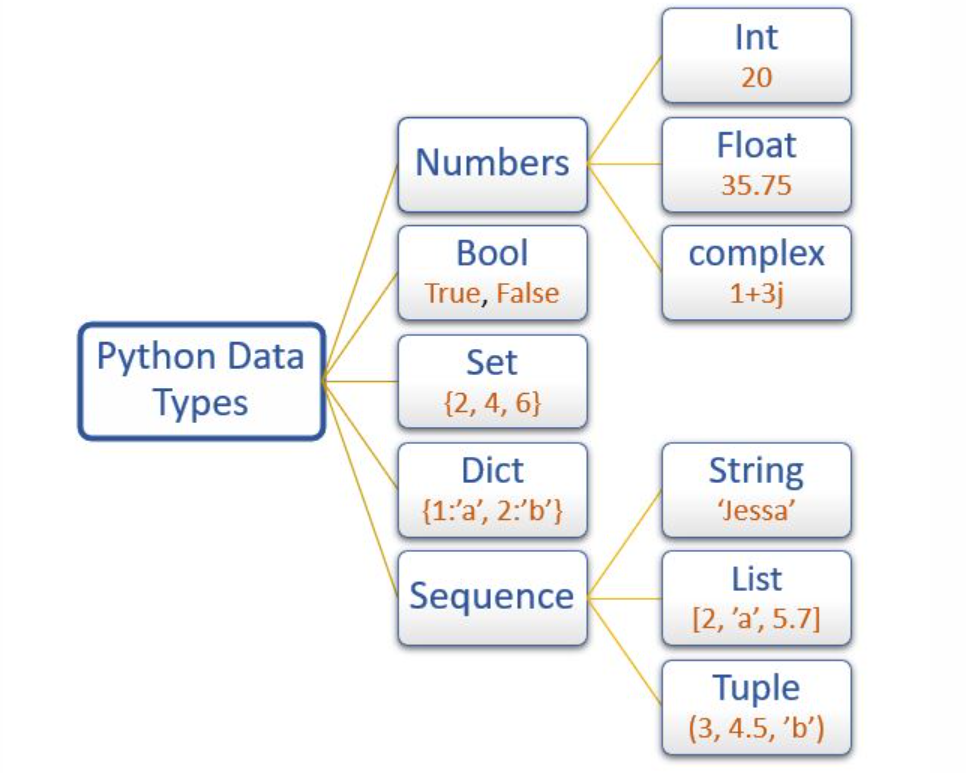 Python Data
Types
Numbers
Int
20
Float
35.75
complex
1+3j
Bool
True, False
Set
{2, 4, 6}
Dict
{1:’a’, 2:’b’}
Sequence
String
‘Jessa’
List
[2, ’a’, 5.7]
Tuple
(3, 4.5, ’b’)